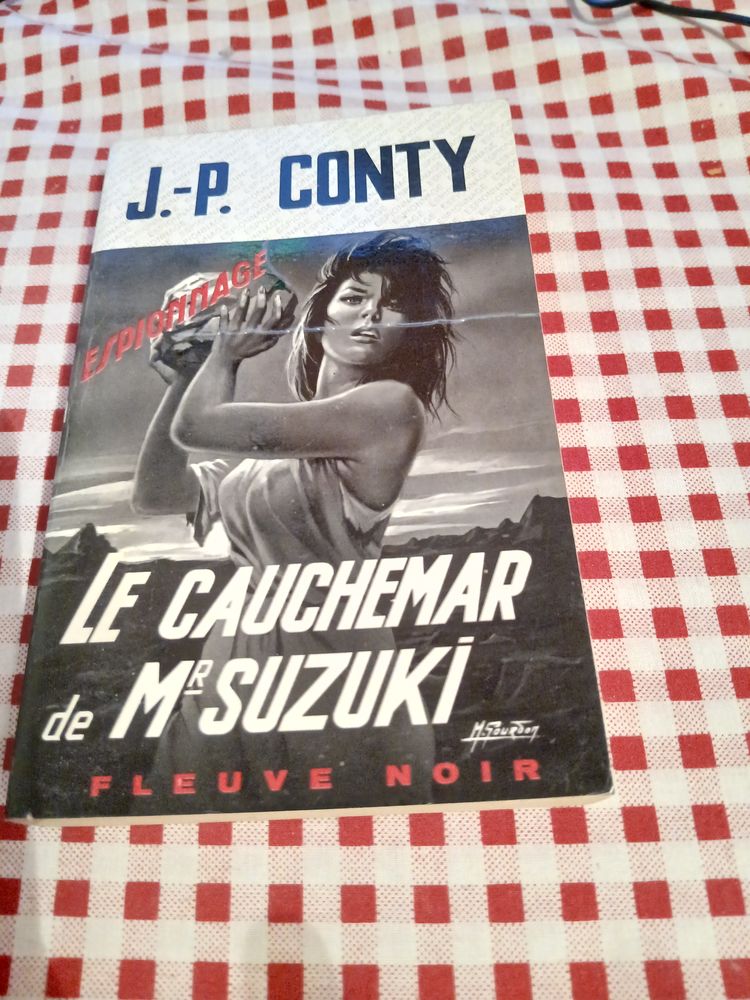 J.-P. CONTY
ESPIONNAGE
LE CAUCHEMAR
de MR SUZUKI
M. Gourdon
FLEUVE NOIR